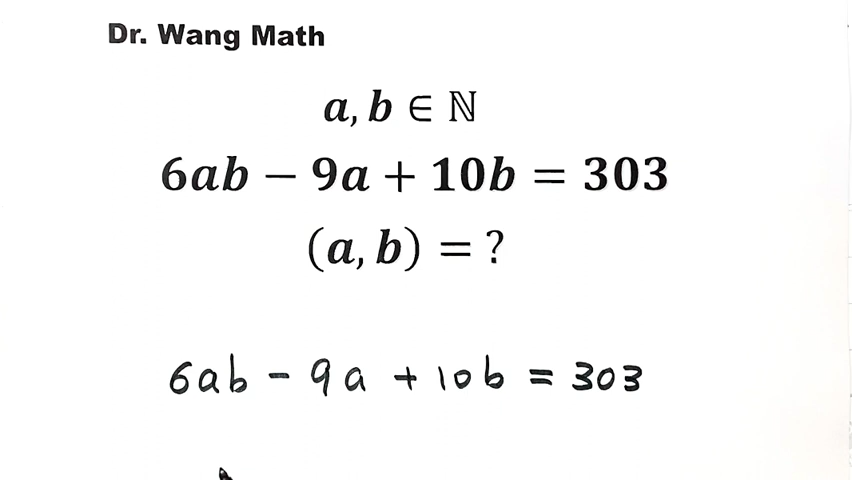 Dr. Wang Math
a, b ∈ ℕ
6ab − 9a + 10b = 303
(a, b) = ?
6ab - 9a + 10b = 303